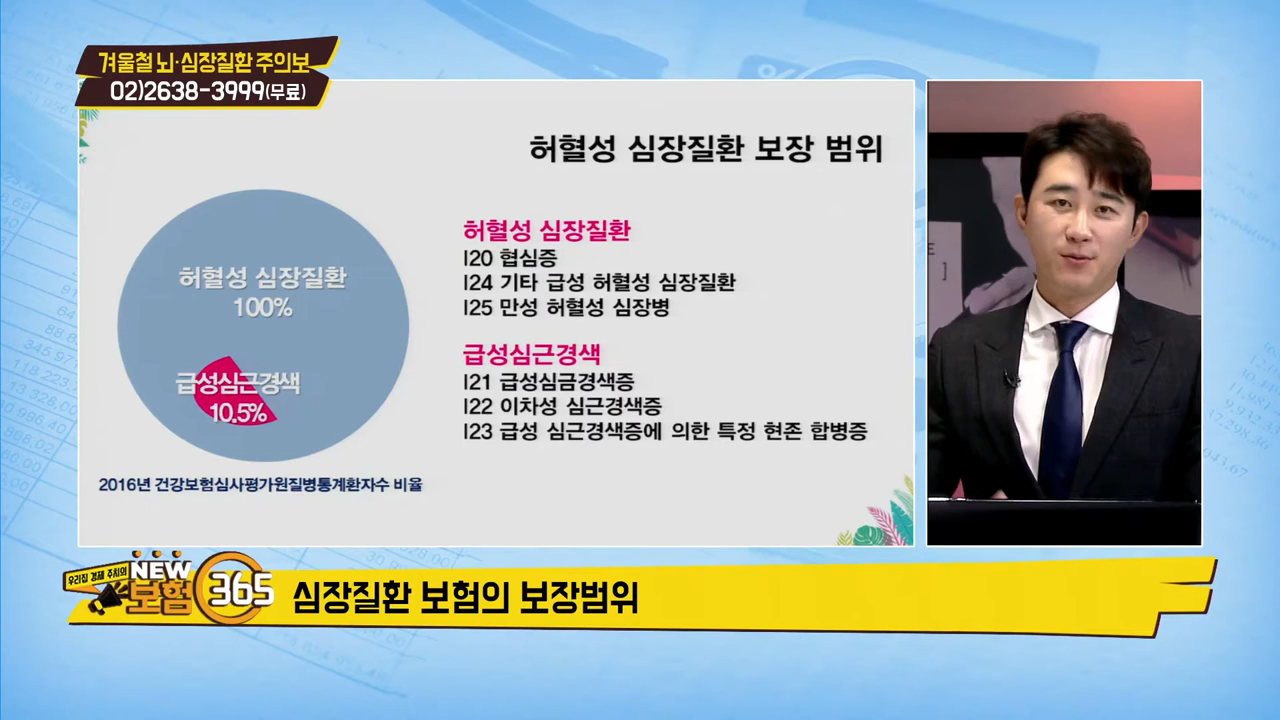 겨울철 뇌·심장질환 주의보
02)2638-3999(무료)
허혈성 심장질환 보장 범위
허혈성 심장질환
100%
급성심근경색
10.5%
2016년 건강보험심사평가원질병통계환자수 비율
허혈성 심장질환
I20 협심증
I24 기타 급성 허혈성 심장질환
I25 만성 허혈성 심장병
급성심근경색
I21 급성심금경색증
I22 이차성 심근경색증
I23 급성 심근경색증에 의한 특정 현존 합병증
우리집 경제 주치의
NEW
보험 365
심장질환 보험의 보장범위